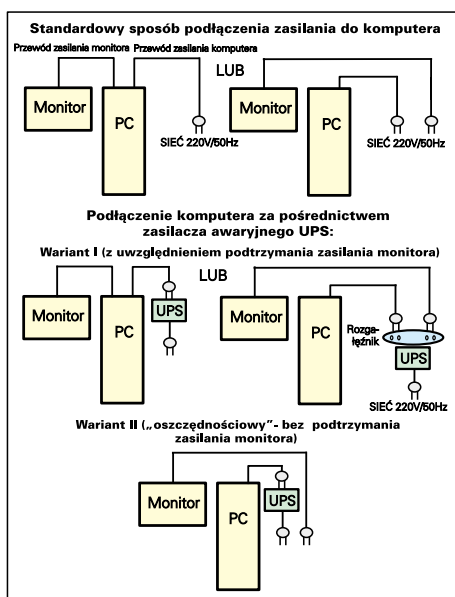 Standardowy sposób podłączenia zasilania do komputera
Przewód zasilania monitora Przewód zasilania komputera
LUB
Monitor
PC
SIEĆ 220V/50Hz
Monitor
PC
SIEĆ 220V/50Hz
Podłączenie komputera za pośrednictwem
zasilacza awaryjnego UPS:
Wariant I (z uwzględnieniem podtrzymania zasilania monitora)
LUB
Monitor
PC
UPS
Monitor
PC
Rozga-
łęźnik
UPS
SIEĆ 220V/50Hz
Wariant II („oszczędnościowy"- bez podtrzymania
zasilania monitora)
Monitor
PC
UPS